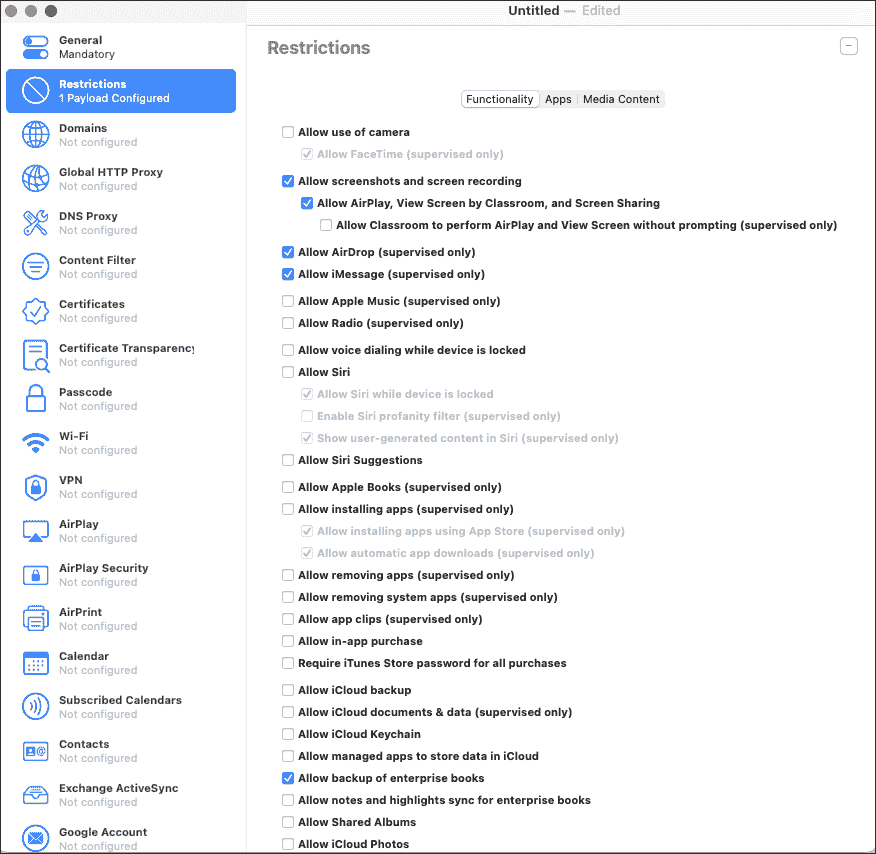 Untitled — Edited
General
Mandatory
Restrictions
1 Payload Configured
Domains
Not configured
Global HTTP Proxy
Not configured
DNS Proxy
Not configured
Content Filter
Not configured
Certificates
Not configured
Certificate Transparency
Not configured
Passcode
Not configured
Wi-Fi
Not configured
VPN
Not configured
AirPlay
Not configured
AirPlay Security
Not configured
AirPrint
Not configured
Calendar
Not configured
Subscribed Calendars
Not configured
Contacts
Not configured
Exchange ActiveSync
Not configured
Google Account
Not configured
Restrictions
Functionality Apps Media Content
Allow use of camera
Allow FaceTime (supervised only)
Allow screenshots and screen recording
Allow AirPlay, View Screen by Classroom, and Screen Sharing
Allow Classroom to perform AirPlay and View Screen without prompting (supervised only)
Allow AirDrop (supervised only)
Allow iMessage (supervised only)
Allow Apple Music (supervised only)
Allow Radio (supervised only)
Allow voice dialing while device is locked
Allow Siri
Allow Siri while device is locked
Enable Siri profanity filter (supervised only)
Show user-generated content in Siri (supervised only)
Allow Siri Suggestions
Allow Apple Books (supervised only)
Allow installing apps (supervised only)
Allow installing apps using App Store (supervised only)
Allow automatic app downloads (supervised only)
Allow removing apps (supervised only)
Allow removing system apps (supervised only)
Allow app clips (supervised only)
Allow in-app purchase
Require iTunes Store password for all purchases
Allow iCloud backup
Allow iCloud documents & data (supervised only)
Allow iCloud Keychain
Allow managed apps to store data in iCloud
Allow backup of enterprise books
Allow notes and highlights sync for enterprise books
Allow Shared Albums
Allow iCloud Photos